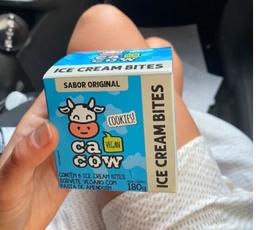 ICE CREAM BITES
SABOR ORIGINAL
COOKIES!
VEGAN
ca
cow
CONTÉM 6 ICE CREAM BITES
SORVETE VEGANO COM
PASTA DE AMENDOIM
180g
ICE CREAM BITES